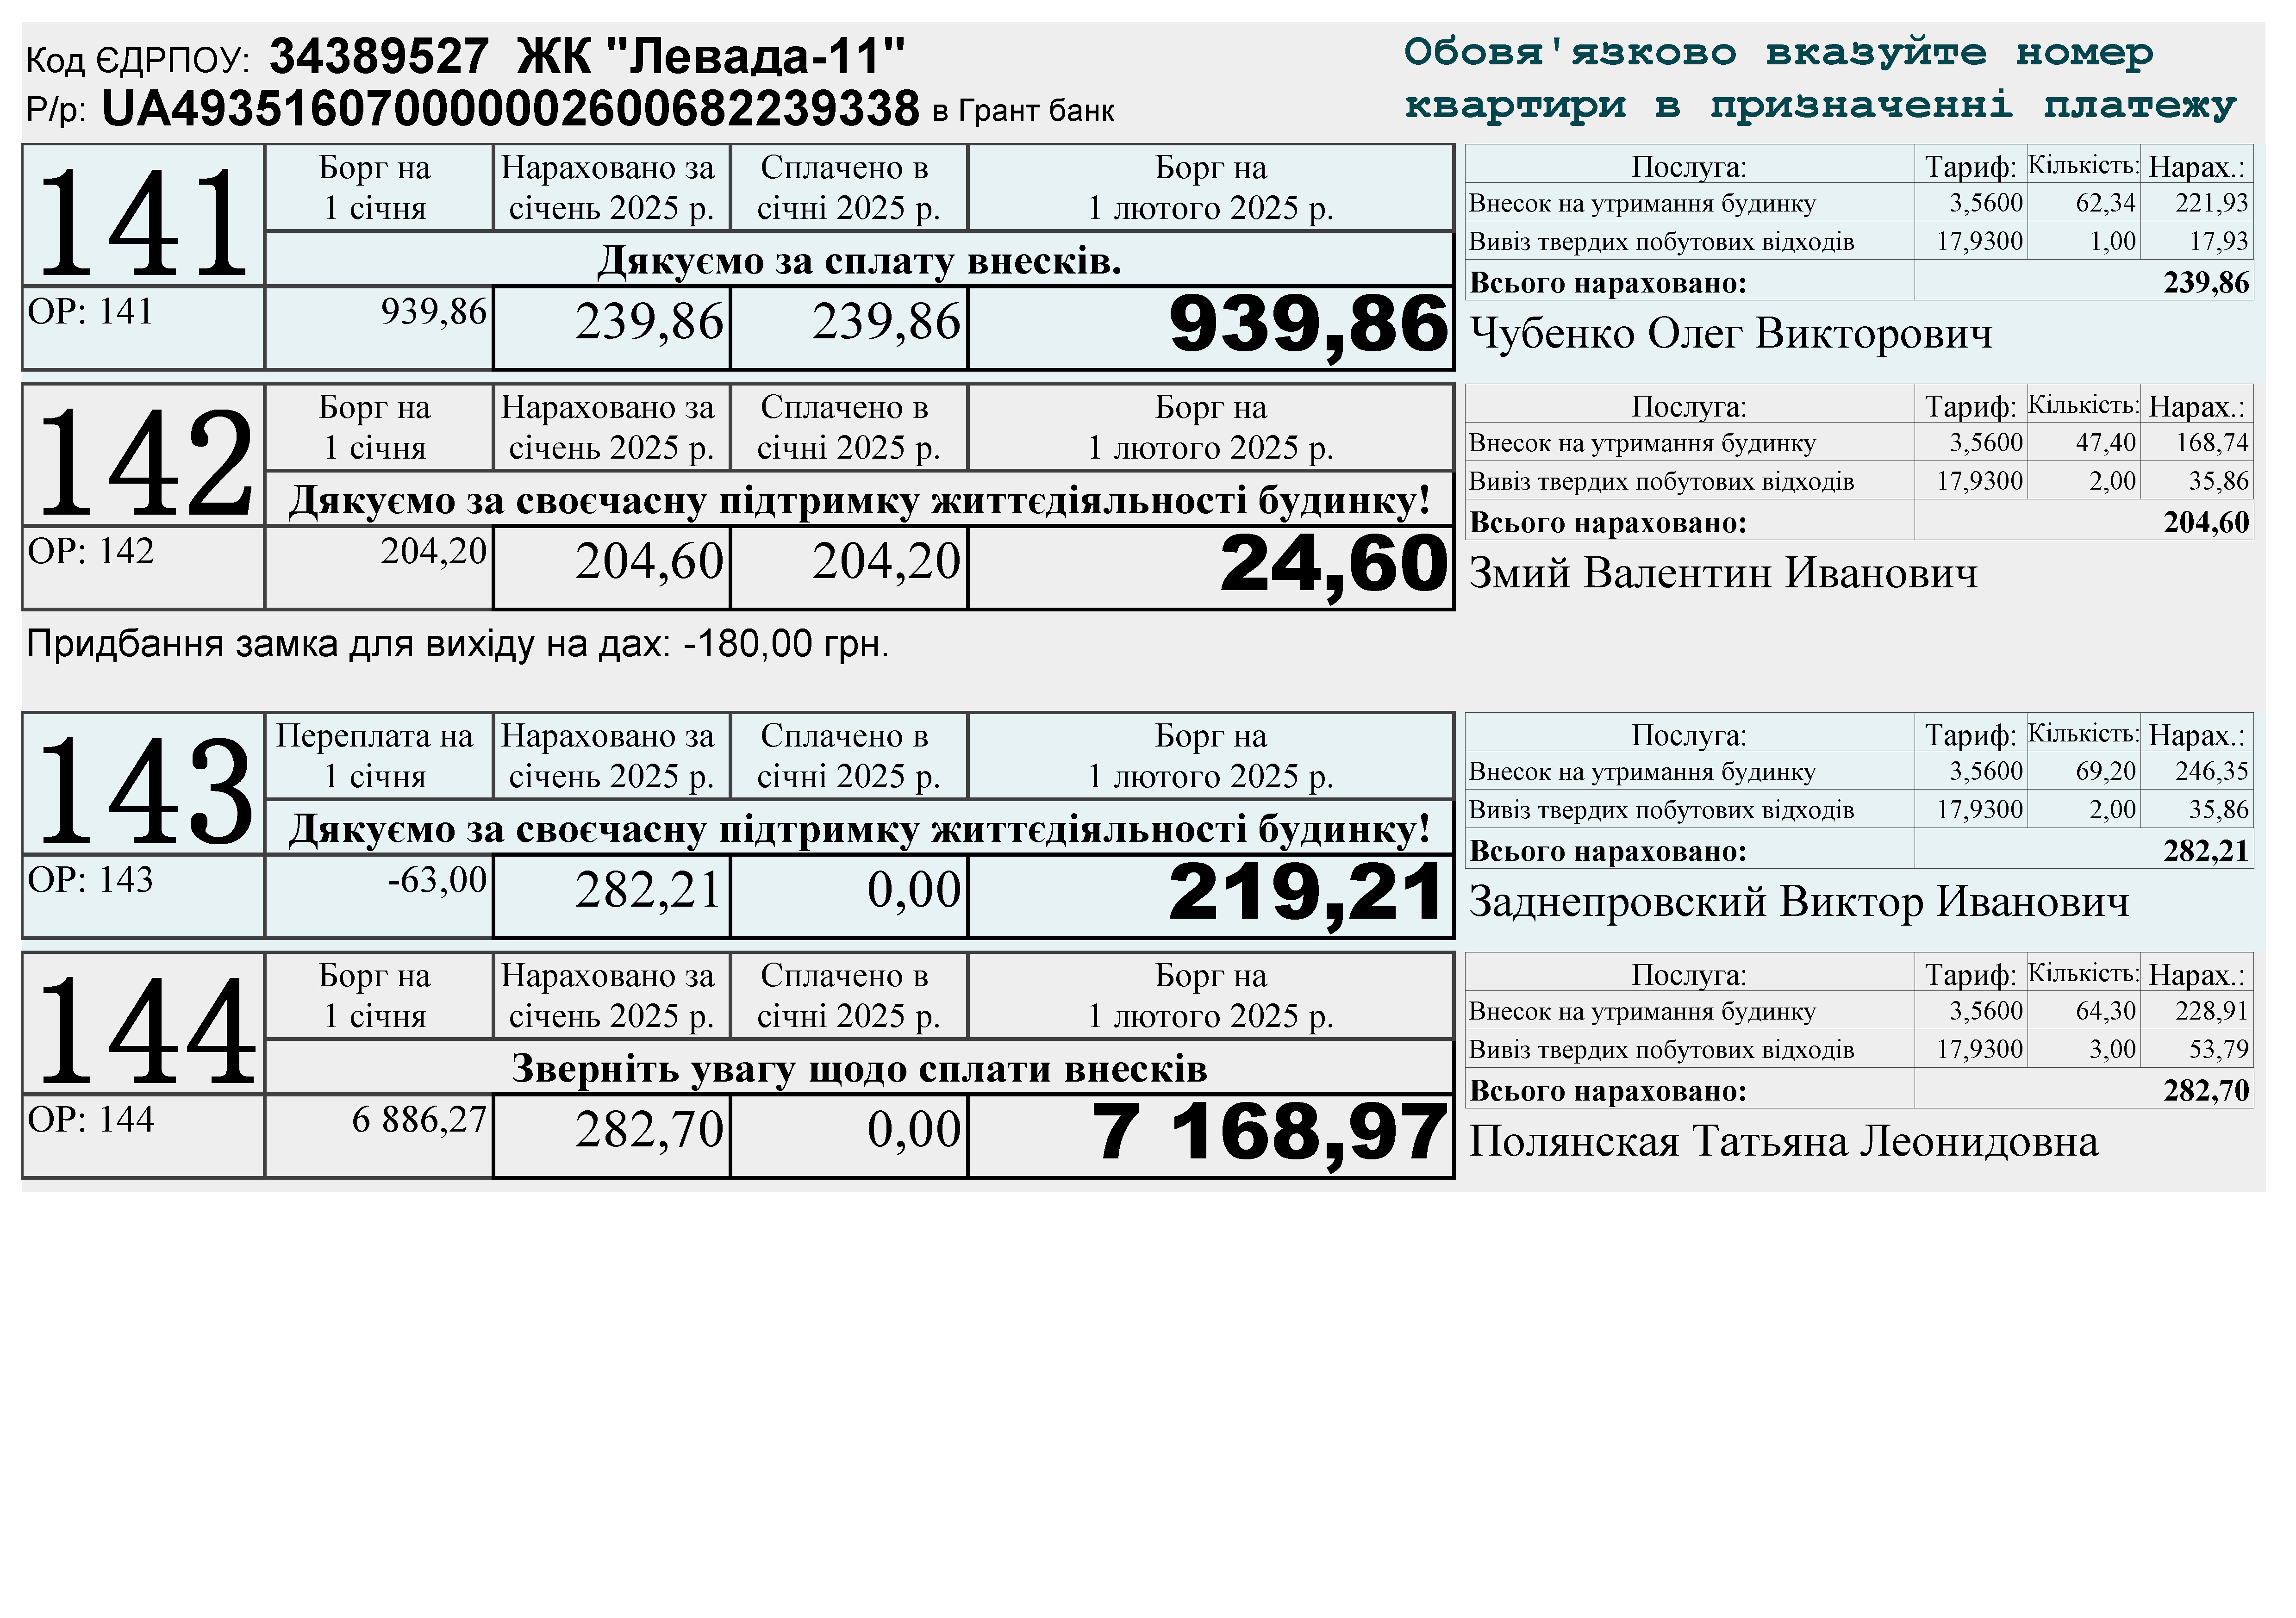 Код ЄДРПОУ: 34389527 ЖК "Левада-11"
Р/р: UA493516070000002600682239338 в Грант банк
Обовя'язково вказуйте номер
квартири в призначенні платежу
141
Борг на 1 січня
Нараховано за січень 2025 р.
Сплачено в січні 2025 р.
Борг на 1 лютого 2025 р.
Дякуємо за сплату внесків.
ОР: 141 939,86 239,86 239,86 939,86
Послуга: Тариф: Кількість: Нарах.:
Внесок на утримання будинку 3,5600 62,34 221,93
Вивіз твердих побутових відходів 17,9300 1,00 17,93
Всього нараховано: 239,86
Чубенко Олег Викторович
142
Борг на 1 січня
Нараховано за січень 2025 р.
Сплачено в січні 2025 р.
Борг на 1 лютого 2025 р.
Дякуємо за своєчасну підтримку життєдіяльності будинку!
ОР: 142 204,20 204,60 204,20 24,60
Послуга: Тариф: Кількість: Нарах.:
Внесок на утримання будинку 3,5600 47,40 168,74
Вивіз твердих побутових відходів 17,9300 2,00 35,86
Всього нараховано: 204,60
Змий Валентин Иванович
Придбання замка для вихіду на дах: -180,00 грн.
143
Переплата на 1 січня
Нараховано за січень 2025 р.
Сплачено в січні 2025 р.
Борг на 1 лютого 2025 р.
Дякуємо за своєчасну підтримку життєдіяльності будинку!
ОР: 143 -63,00 282,21 0,00 219,21
Послуга: Тариф: Кількість: Нарах.:
Внесок на утримання будинку 3,5600 69,20 246,35
Вивіз твердих побутових відходів 17,9300 2,00 35,86
Всього нараховано: 282,21
Заднепровский Виктор Иванович
144
Борг на 1 січня
Нараховано за січень 2025 р.
Сплачено в січні 2025 р.
Борг на 1 лютого 2025 р.
Зверніть увагу щодо сплати внесків
ОР: 144 6 886,27 282,70 0,00 7 168,97
Послуга: Тариф: Кількість: Нарах.:
Внесок на утримання будинку 3,5600 64,30 228,91
Вивіз твердих побутових відходів 17,9300 3,00 53,79
Всього нараховано: 282,70
Полянская Татьяна Леонидовна